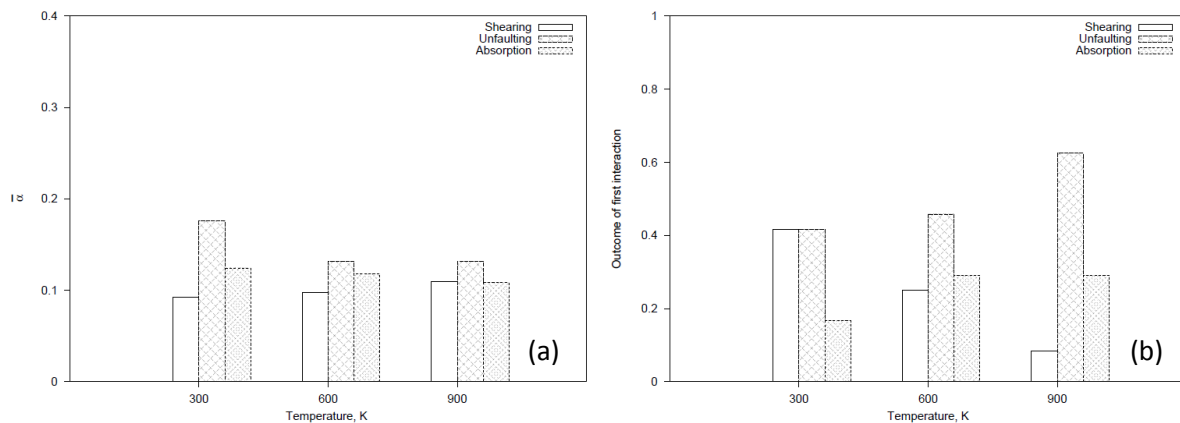 0.4
0.3
0.2
0.1
0
α
Shearing
Unfaulting
Absorption
300
600
900
Temperature, K
(a)
1
0.8
0.6
0.4
0.2
0
Outcome of first interaction
Shearing
Unfaulting
Absorption
300
600
900
Temperature, K
(b)